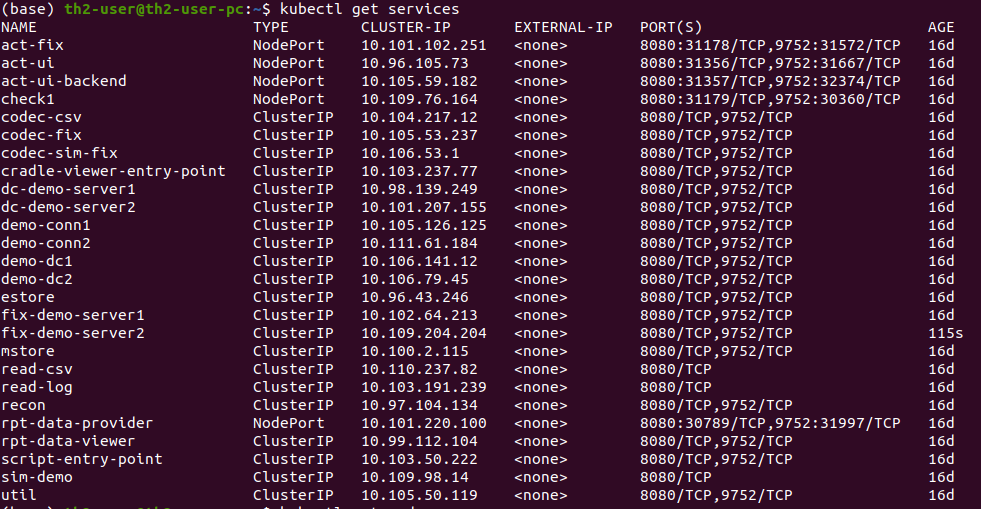 (base) th2-user@th2-user-pc:~$ kubectl get services
NAME TYPE CLUSTER-IP EXTERNAL-IP PORT(S) AGE
act-fix NodePort 10.101.102.251 <none> 8080:31178/TCP,9752:31572/TCP 16d
act-ui NodePort 10.96.105.73 <none> 8080:31356/TCP,9752:31667/TCP 16d
act-ui-backend NodePort 10.105.59.182 <none> 8080:31357/TCP,9752:32374/TCP 16d
check1 NodePort 10.109.76.164 <none> 8080:31179/TCP,9752:30360/TCP 16d
codec-csv ClusterIP 10.104.217.12 <none> 8080/TCP,9752/TCP 16d
codec-fix ClusterIP 10.105.53.237 <none> 8080/TCP,9752/TCP 16d
codec-sim-fix ClusterIP 10.106.53.1 <none> 8080/TCP,9752/TCP 16d
cradle-viewer-entry-point ClusterIP 10.103.237.77 <none> 8080/TCP,9752/TCP 16d
dc-demo-server1 ClusterIP 10.98.139.249 <none> 8080/TCP,9752/TCP 16d
dc-demo-server2 ClusterIP 10.101.207.155 <none> 8080/TCP,9752/TCP 16d
demo-conn1 ClusterIP 10.105.126.125 <none> 8080/TCP,9752/TCP 16d
demo-conn2 ClusterIP 10.111.61.184 <none> 8080/TCP,9752/TCP 16d
demo-dc1 ClusterIP 10.106.141.12 <none> 8080/TCP,9752/TCP 16d
demo-dc2 ClusterIP 10.106.79.45 <none> 8080/TCP,9752/TCP 16d
estore ClusterIP 10.96.43.246 <none> 8080/TCP,9752/TCP 16d
fix-demo-server1 ClusterIP 10.102.64.213 <none> 8080/TCP,9752/TCP 16d
fix-demo-server2 ClusterIP 10.109.204.204 <none> 8080/TCP,9752/TCP 115s
mstore ClusterIP 10.100.2.115 <none> 8080/TCP,9752/TCP 16d
read-csv ClusterIP 10.110.237.82 <none> 8080/TCP 16d
read-log ClusterIP 10.103.191.239 <none> 8080/TCP 16d
recon ClusterIP 10.97.104.134 <none> 8080/TCP,9752/TCP 16d
rpt-data-provider NodePort 10.101.220.100 <none> 8080:30789/TCP,9752:31997/TCP 16d
rpt-data-viewer ClusterIP 10.99.112.104 <none> 8080/TCP,9752/TCP 16d
script-entry-point ClusterIP 10.103.50.222 <none> 8080/TCP,9752/TCP 16d
sim-demo ClusterIP 10.109.98.14 <none> 8080/TCP 16d
util ClusterIP 10.105.50.119 <none> 8080/TCP,9752/TCP 16d